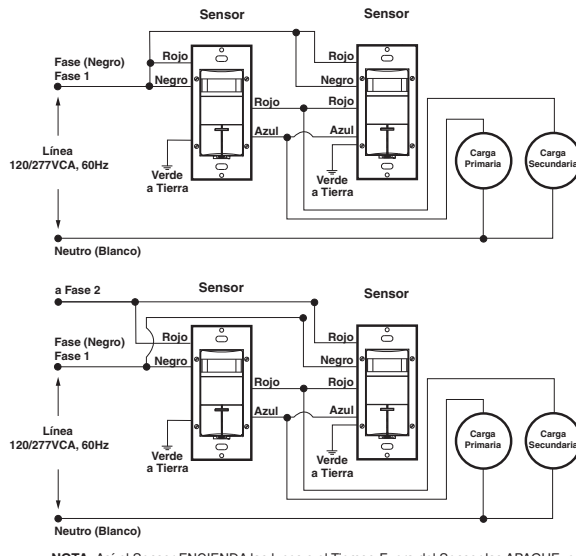 Sensor
Sensor
Fase (Negro)
Fase 1
Rojo
Rojo
Negro
Negro
Rojo
Rojo
Azul
Azul
Línea
120/277VCA, 60Hz
Verde
a Tierra
Verde
a Tierra
Carga
Primaria
Carga
Secundaria
Neutro (Blanco)
a Fase 2
Sensor
Sensor
Fase (Negro)
Fase 1
Rojo
Rojo
Negro
Negro
Rojo
Rojo
Azul
Azul
Línea
120/277VCA, 60Hz
Verde
a Tierra
Verde
a Tierra
Carga
Primaria
Carga
Secundaria
Neutro (Blanco)